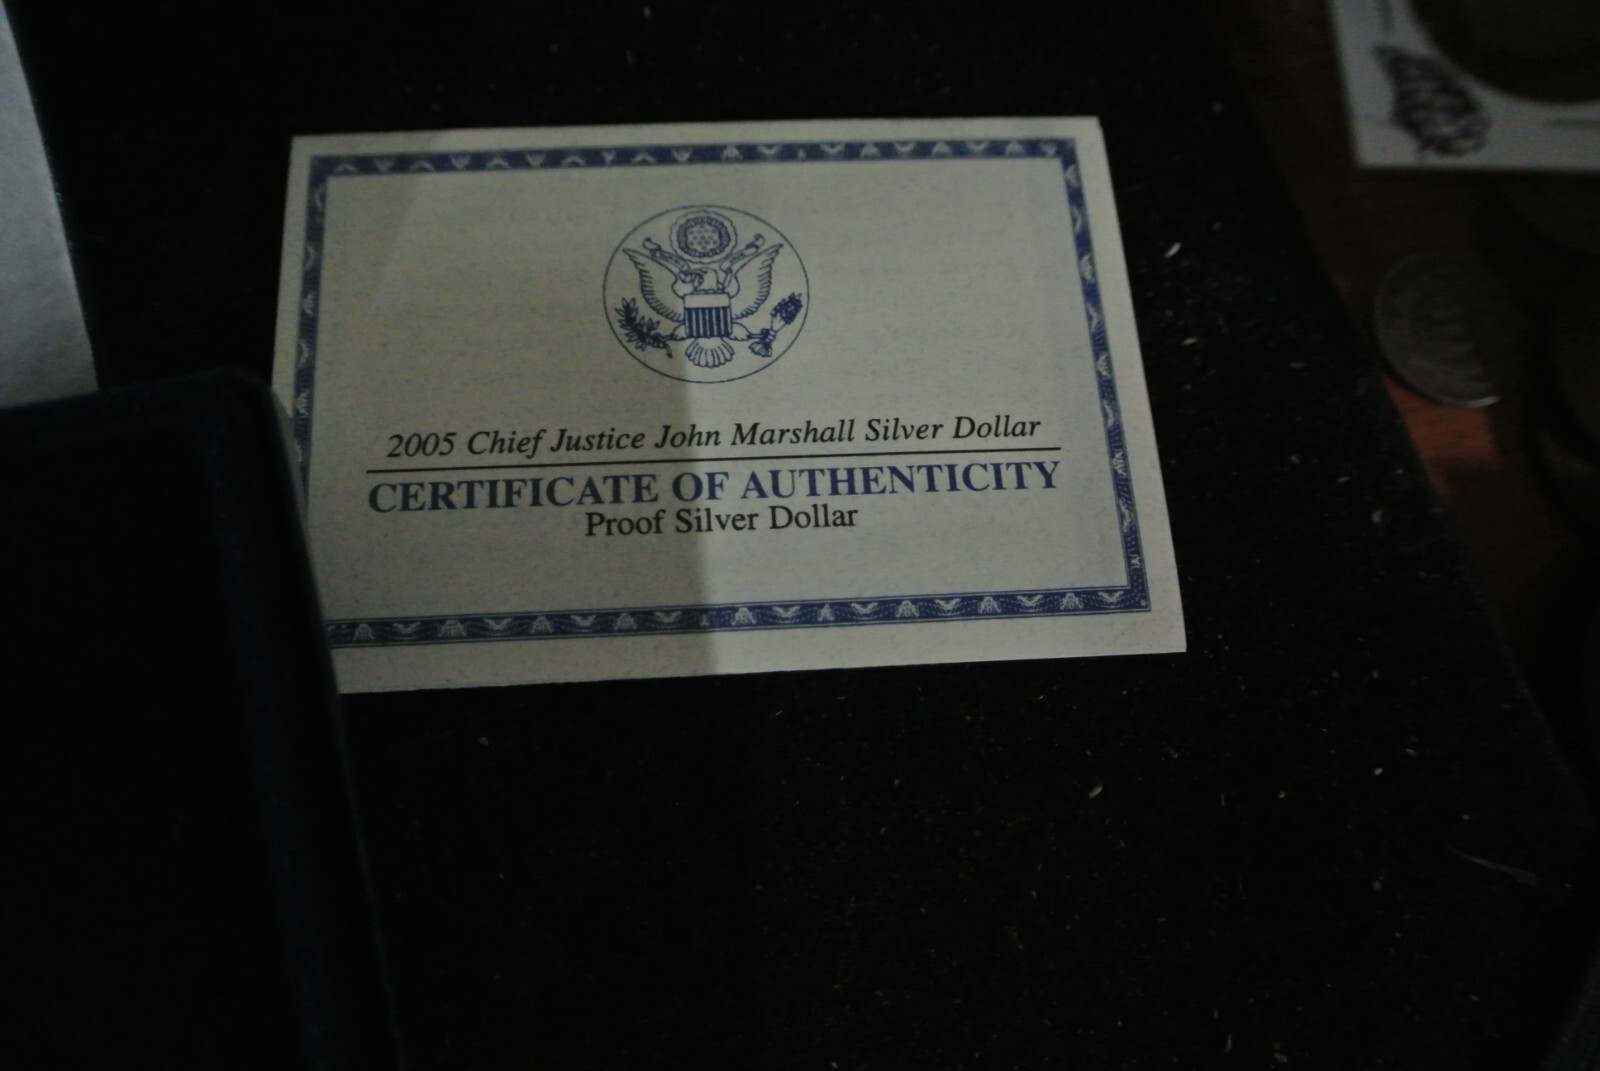 2005 Chief Justice John Marshall Silver Dollar
CERTIFICATE OF AUTHENTICITY
Proof Silver Dollar